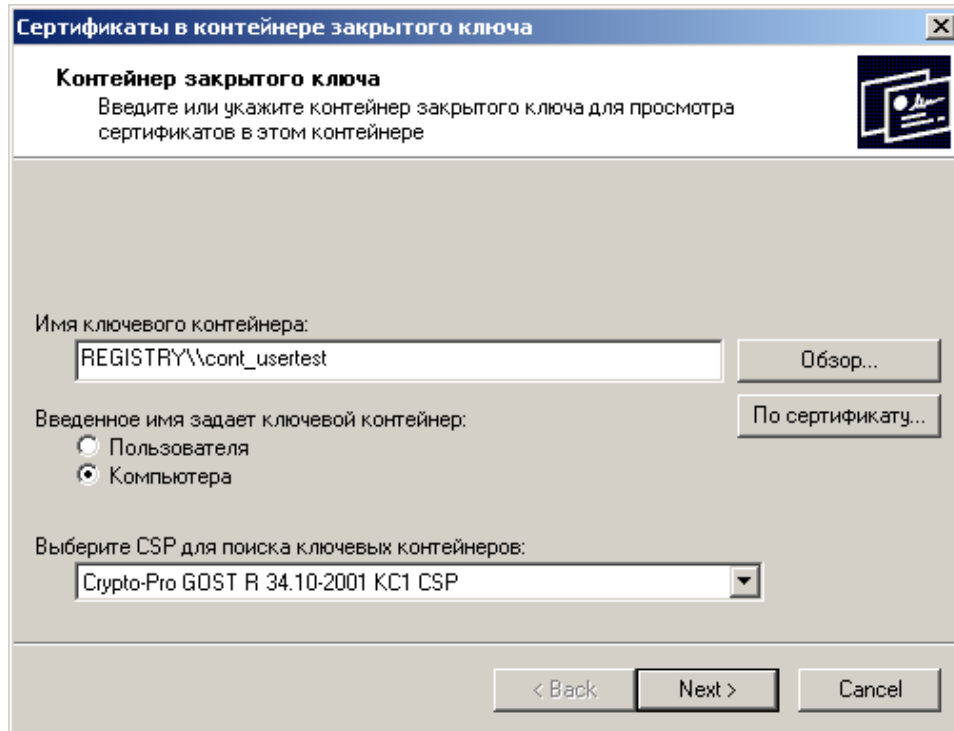 Сертификаты в контейнере закрытого ключа
Контейнер закрытого ключа
Введите или укажите контейнер закрытого ключа для просмотра
сертификатов в этом контейнере
Имя ключевого контейнера:
REGISTRY\\cont_usertest
Обзор...
Введенное имя задает ключевой контейнер:
По сертификату...
Пользователя
Компьютера
Выберите CSP для поиска ключевых контейнеров:
Crypto-Pro GOST R 34.10-2001 KC1 CSP
< Back
Next >
Cancel